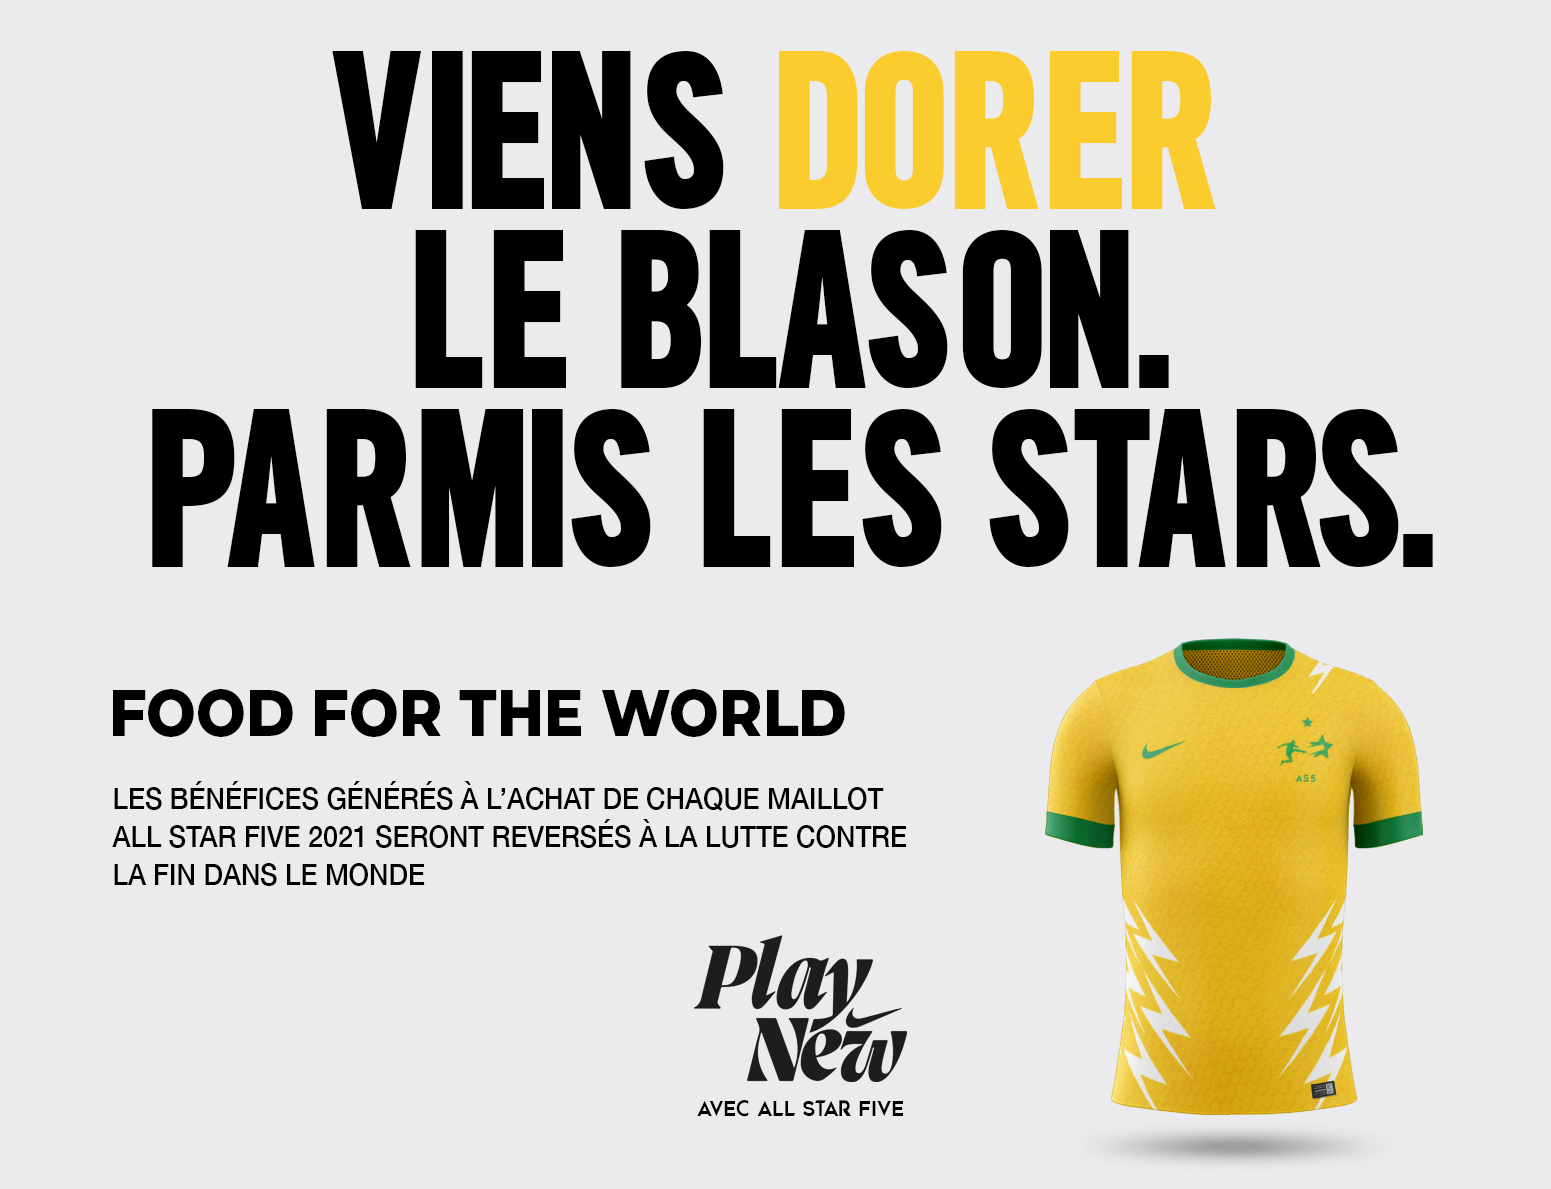 VIENS DORER
LE BLASON.
PARMIS LES STARS.
FOOD FOR THE WORLD
LES BÉNÉFICES GÉNÉRÉS À L'ACHAT DE CHAQUE MAILLOT
ALL STAR FIVE 2021 SERONT REVERSÉS À LA LUTTE CONTRE
LA FIN DANS LE MONDE
AS5
Play
New
AVEC ALL STAR FIVE